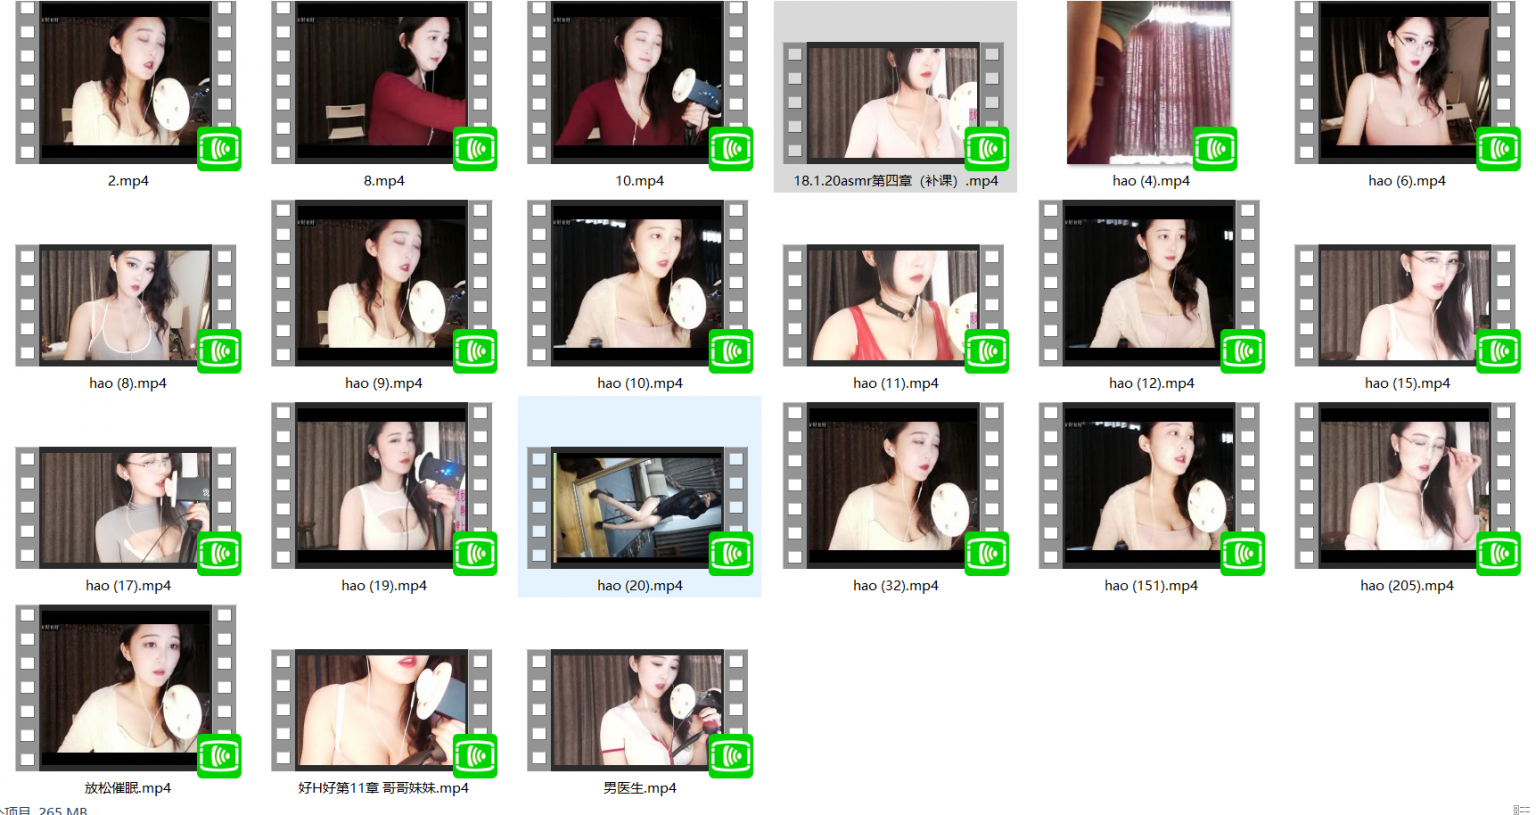 2.mp4
8.mp4
10.mp4
18.1.20asmr第四章（补课）.mp4
hao (4).mp4
hao (6).mp4
hao (8).mp4
hao (9).mp4
hao (10).mp4
hao (11).mp4
hao (12).mp4
hao (15).mp4
hao (17).mp4
hao (19).mp4
hao (20).mp4
hao (32).mp4
hao (151).mp4
hao (205).mp4
放松催眠.mp4
好H好第11章 哥哥妹妹.mp4
男医生.mp4
个项目 265 MB